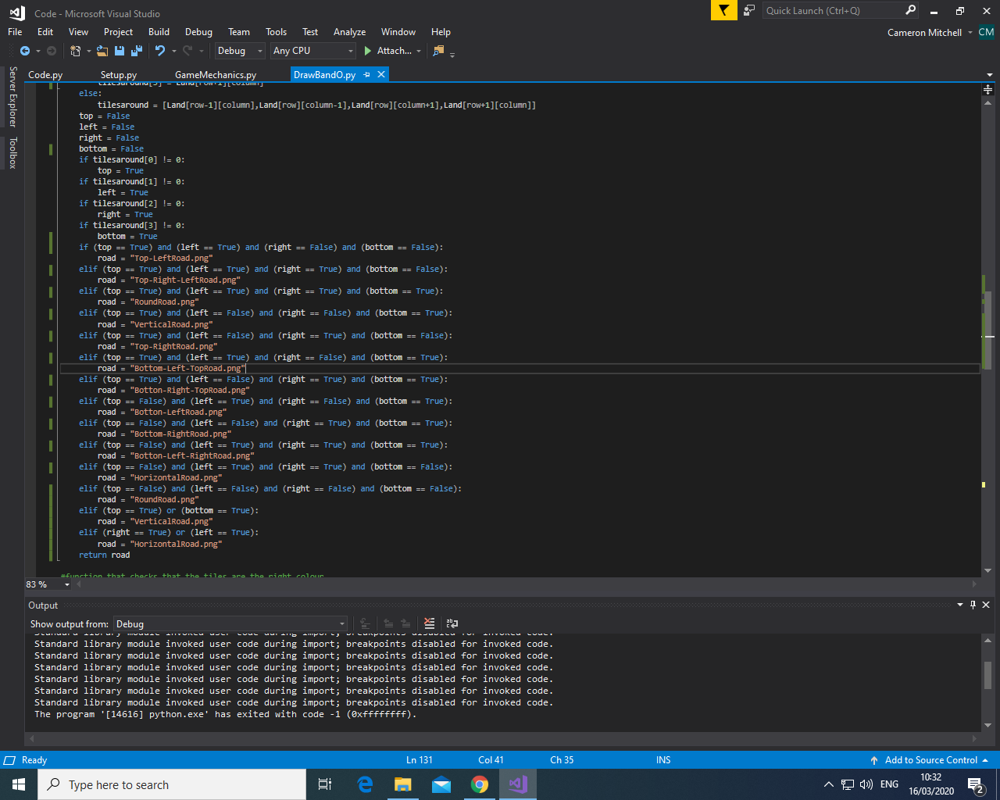 Code - Microsoft Visual Studio
Quick Launch (Ctrl+Q)
File Edit View Project Build Debug Team Tools Test Analyze Window Help
Cameron Mitchell CM
Debug Any CPU Attach...
Server Explorer
Toolbox
Code.py Setup.py GameMechanics.py DrawBandO.py
tilesaround[3] = Land[row+1][column]
else:
tilesaround = [Land[row-1][column],Land[row][column-1],Land[row][column+1],Land[row+1][column]]
top = False
left = False
right = False
bottom = False
if tilesaround[0] != 0:
top = True
if tilesaround[1] != 0:
left = True
if tilesaround[2] != 0:
right = True
if tilesaround[3] != 0:
bottom = True
if (top == True) and (left == True) and (right == False) and (bottom == False):
road = "Top-LeftRoad.png"
elif (top == True) and (left == True) and (right == True) and (bottom == False):
road = "Top-Right-LeftRoad.png"
elif (top == True) and (left == True) and (right == True) and (bottom == True):
road = "RoundRoad.png"
elif (top == True) and (left == False) and (right == False) and (bottom == True):
road = "VerticalRoad.png"
elif (top == True) and (left == False) and (right == True) and (bottom == False):
road = "Top-RightRoad.png"
elif (top == True) and (left == True) and (right == False) and (bottom == True):
road = "Bottom-Left-TopRoad.png"
elif (top == True) and (left == False) and (right == True) and (bottom == True):
road = "Botton-Right-TopRoad.png"
elif (top == False) and (left == True) and (right == False) and (bottom == True):
road = "Botton-LeftRoad.png"
elif (top == False) and (left == False) and (right == True) and (bottom == True):
road = "Bottom-RightRoad.png"
elif (top == False) and (left == True) and (right == True) and (bottom == True):
road = "Botton-Left-RightRoad.png"
elif (top == False) and (left == True) and (right == True) and (bottom == False):
road = "HorizontalRoad.png"
elif (top == False) and (left == False) and (right == False) and (bottom == False):
road = "RoundRoad.png"
elif (top == True) or (bottom == True):
road = "VerticalRoad.png"
elif (right == True) or (left == True):
road = "HorizontalRoad.png"
return road
#function that checks that the tiles are the right colour
83 %
Output
Show output from: Debug
Standard library module invoked user code during import; breakpoints disabled for invoked code.
Standard library module invoked user code during import; breakpoints disabled for invoked code.
Standard library module invoked user code during import; breakpoints disabled for invoked code.
Standard library module invoked user code during import; breakpoints disabled for invoked code.
Standard library module invoked user code during import; breakpoints disabled for invoked code.
Standard library module invoked user code during import; breakpoints disabled for invoked code.
Standard library module invoked user code during import; breakpoints disabled for invoked code.
The program '[14616] python.exe' has exited with code -1 (0xffffffff).
Ready Ln 131 Col 41 Ch 35 INS Add to Source Control
Type here to search
ENG
10:32
16/03/2020
2